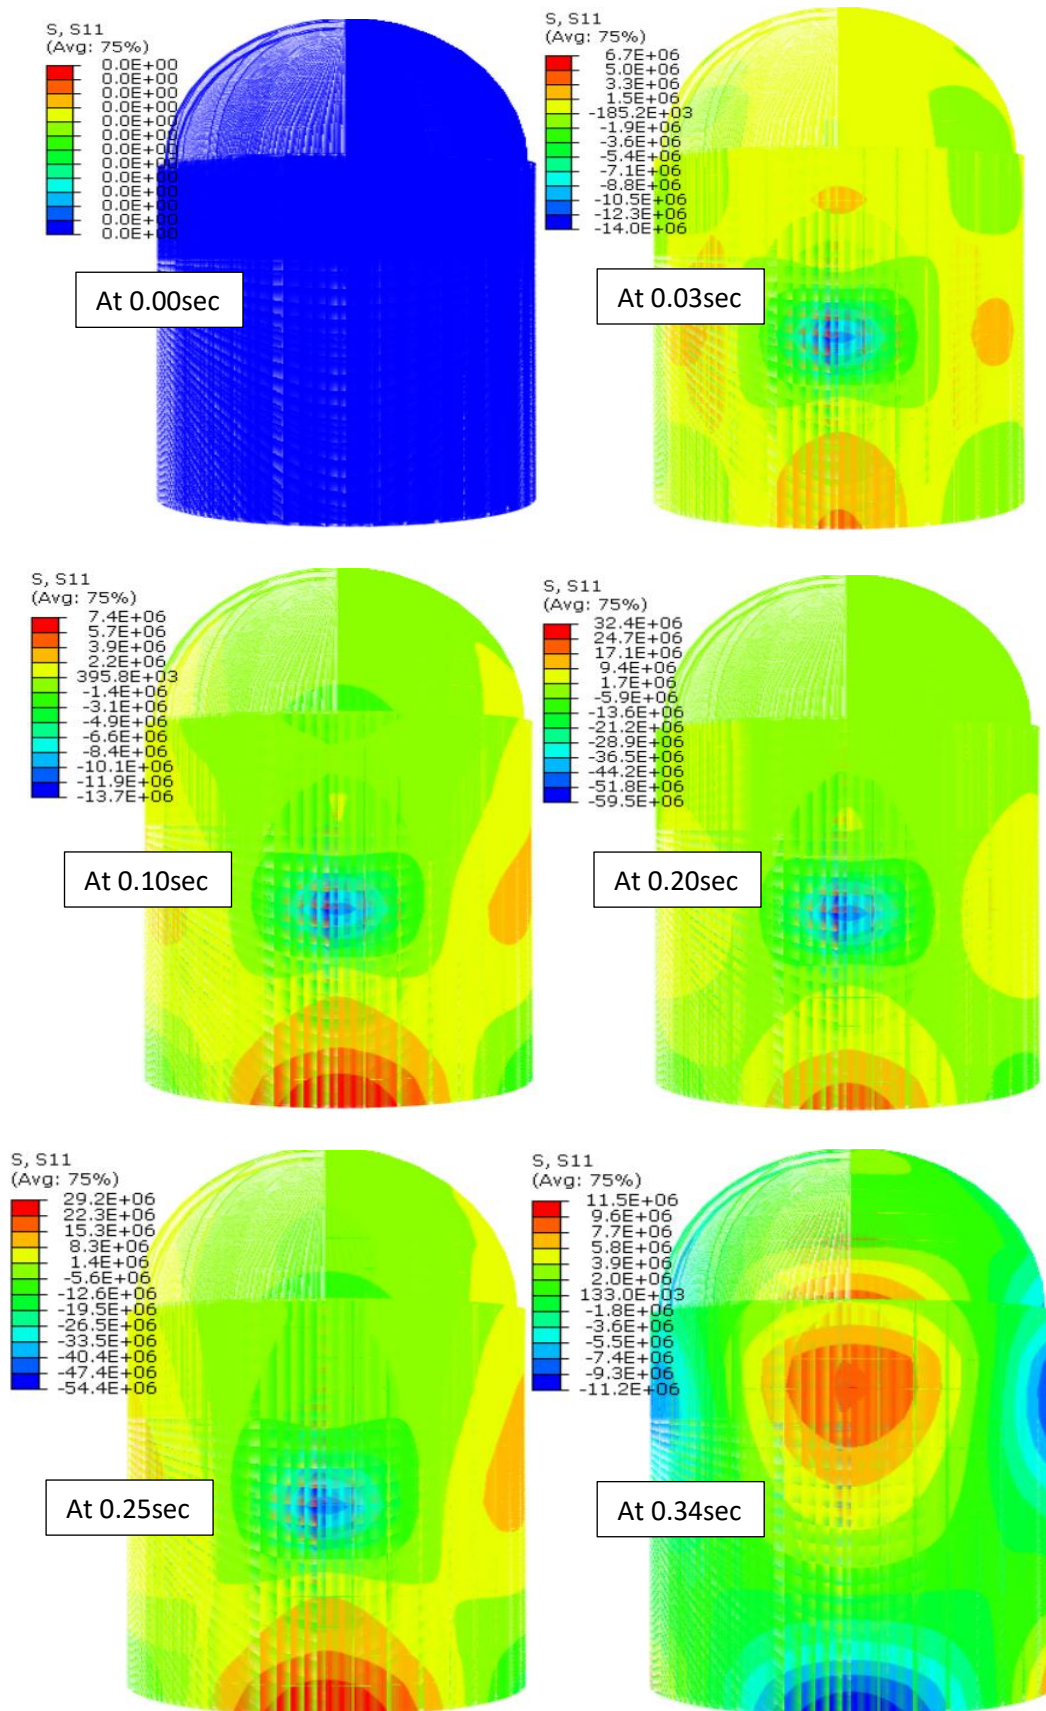 S, S11
(Avg: 75%)
0.0E+00
0.0E+00
0.0E+00
0.0E+00
0.0E+00
0.0E+00
0.0E+00
0.0E+00
0.0E+00
0.0E+00
0.0E+00
0.0E+00
0.0E+00
At 0.00sec
S, S11
(Avg: 75%)
6.7E+06
5.0E+06
3.3E+06
1.5E+06
-185.2E+03
-1.9E+06
-3.6E+06
-5.4E+06
-7.1E+06
-8.8E+06
-10.5E+06
-12.3E+06
-14.0E+06
At 0.03sec
S, S11
(Avg: 75%)
7.4E+06
5.7E+06
3.9E+06
2.2E+06
395.8E+03
-1.4E+06
-3.1E+06
-4.9E+06
-6.6E+06
-8.4E+06
-10.1E+06
-11.9E+06
-13.7E+06
At 0.10sec
S, S11
(Avg: 75%)
32.4E+06
24.7E+06
17.1E+06
9.4E+06
1.7E+06
-5.9E+06
-13.6E+06
-21.2E+06
-28.9E+06
-36.5E+06
-44.2E+06
-51.8E+06
-59.5E+06
At 0.20sec
S, S11
(Avg: 75%)
29.2E+06
22.3E+06
15.3E+06
8.3E+06
1.4E+06
-5.6E+06
-12.6E+06
-19.5E+06
-26.5E+06
-33.5E+06
-40.4E+06
-47.4E+06
-54.4E+06
At 0.25sec
S, S11
(Avg: 75%)
11.5E+06
9.6E+06
7.7E+06
5.8E+06
3.9E+06
2.0E+06
133.0E+03
-1.8E+06
-3.6E+06
-5.5E+06
-7.4E+06
-9.3E+06
-11.2E+06
At 0.34sec